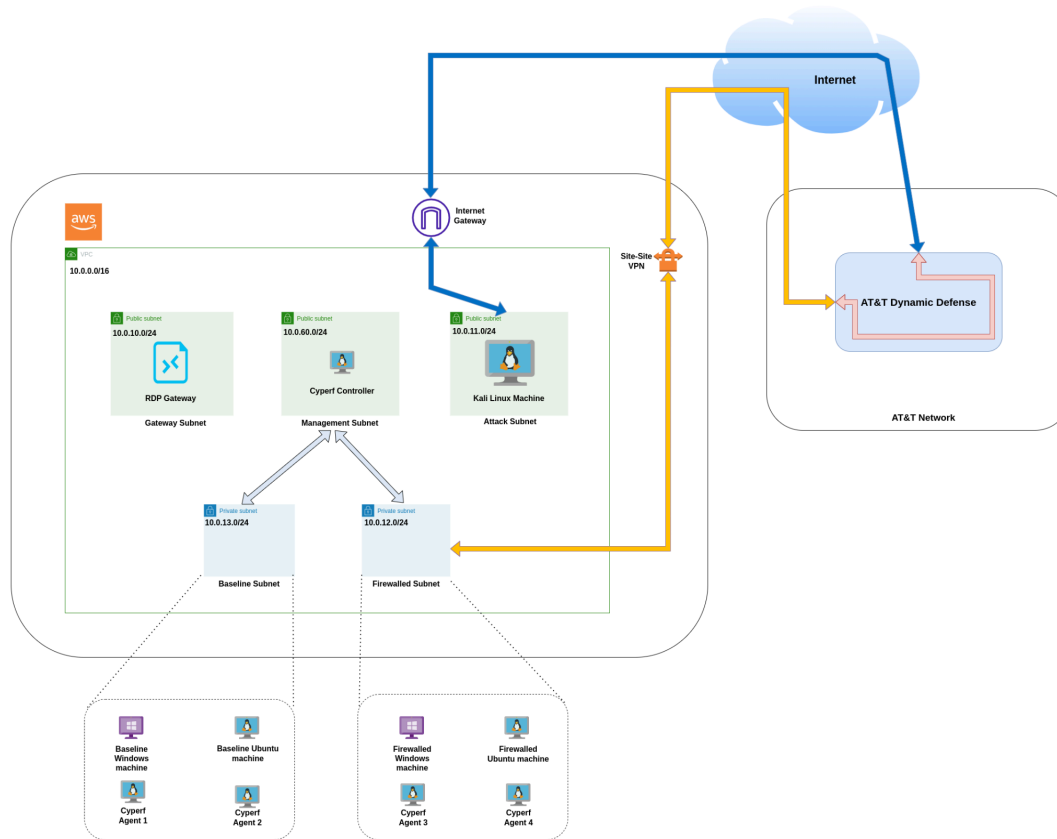 Internet
aws
Internet
Gateway
Site-Site
VPN
VPC
10.0.0.0/16
Public subnet
10.0.10.0/24
RDP Gateway
Gateway Subnet
Public subnet
10.0.60.0/24
Cyperf Controller
Management Subnet
Public subnet
10.0.11.0/24
Kali Linux Machine
Attack Subnet
AT&T Dynamic Defense
AT&T Network
Private subnet
10.0.13.0/24
Baseline Subnet
Private subnet
10.0.12.0/24
Firewalled Subnet
Baseline
Windows
machine
Baseline Ubuntu
machine
Cyperf
Agent 1
Cyperf
Agent 2
Firewalled
Windows
machine
Firewalled
Ubuntu machine
Cyperf
Agent 3
Cyperf
Agent 4